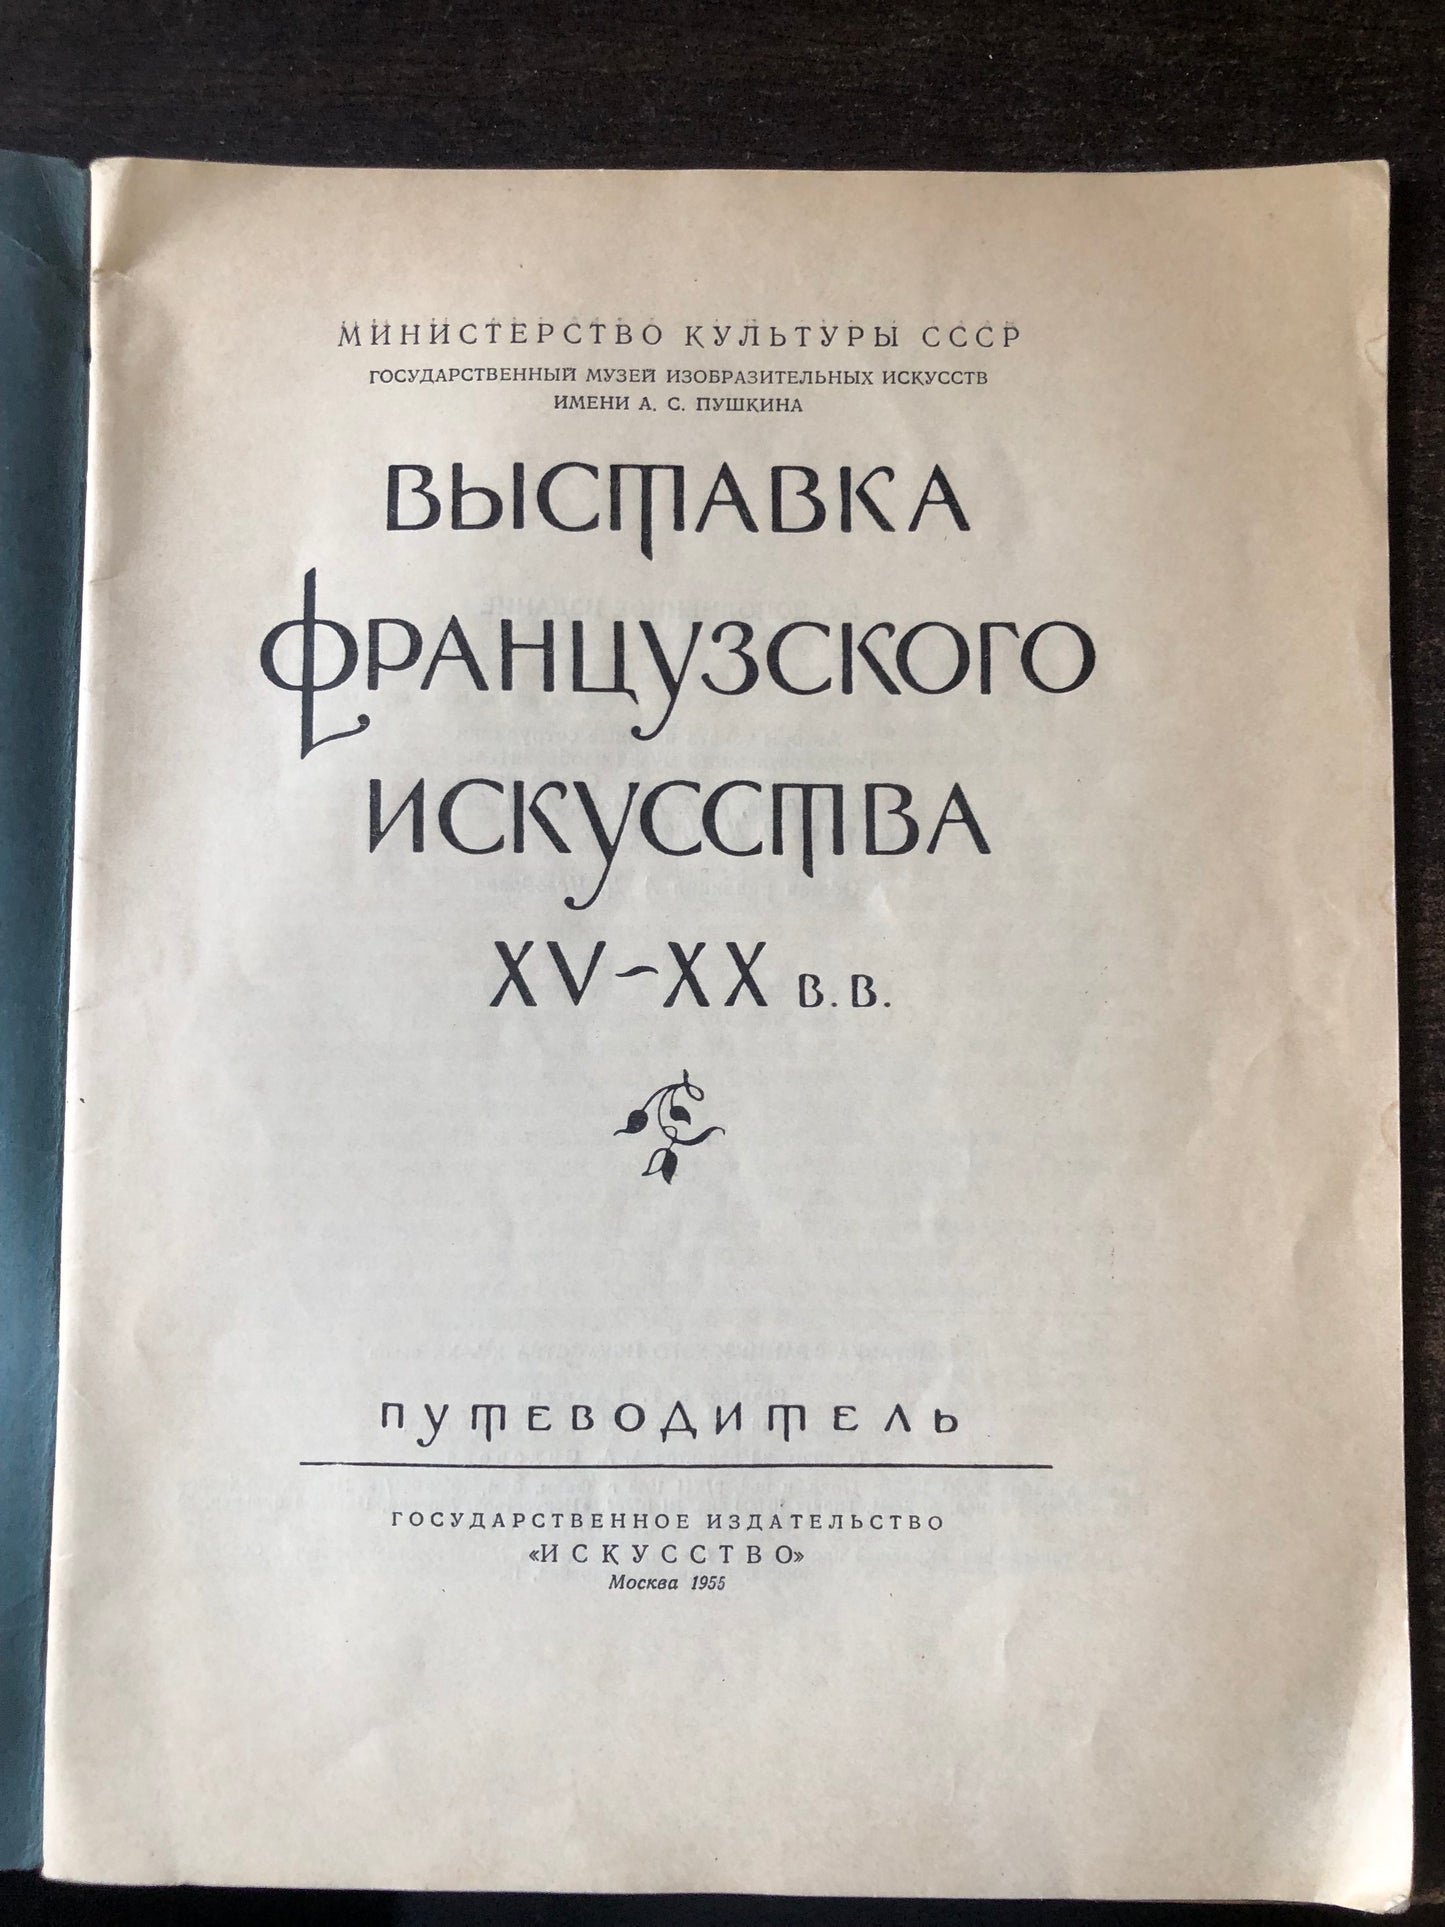 МИНИСТЕРСТВО КУЛЬТУРЫ СССР
ГОСУДАРСТВЕННЫЙ МУЗЕЙ ИЗОБРАЗИТЕЛЬНЫХ ИСКУССТВ
ИМЕНИ А. С. ПУШКИНА
ВЫСТАВКА
ФРАНЦУЗСКОГО
ИСКУССТВА
XV–XX в.в.
ПУТЕВОДИТЕЛЬ
ГОСУДАРСТВЕННОЕ ИЗДАТЕЛЬСТВО
«ИСКУССТВО»
Москва 1955